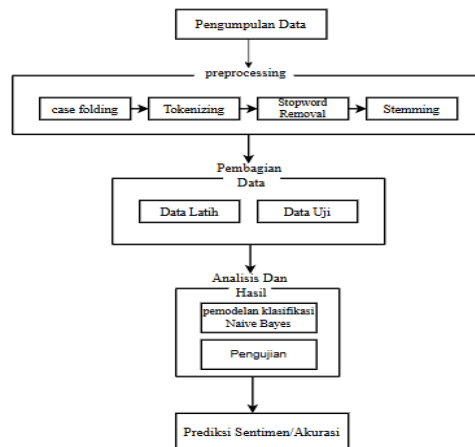 Pengumpulan Data
preprocessing
case folding
Tokenizing
Stopword
Removal
Stemming
Pembagian
Data
Data Latih
Data Uji
Analisis Dan
Hasil
pemodelan klasifikasi
Naive Bayes
Pengujian
Prediksi Sentimen/Akurasi